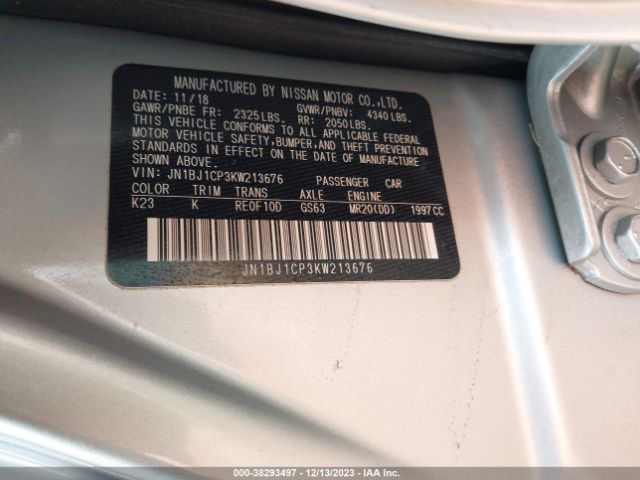 MANUFACTURED BY NISSAN MOTOR CO.,LTD.
DATE: 11/18 GVWR/PNBV: 4340 LBS.
GAWR/PNBE FR: 2325 LBS. RR: 2050 LBS.
THIS VEHICLE CONFORMS TO ALL APPLICABLE FEDERAL
MOTOR VEHICLE SAFETY, BUMPER, AND THEFT PREVENTION
STANDARDS IN EFFECT ON THE DATE OF MANUFACTURE
SHOWN ABOVE.
VIN: JN1BJ1CP3KW213676 PASSENGER CAR
COLOR TRIM TRANS AXLE ENGINE
K23 K RE0F10D GS63 MR20(DD) 1997 CC
JN1BJ1CP3KW213676
000-38293497 - 12/13/2023 - IAA Inc.